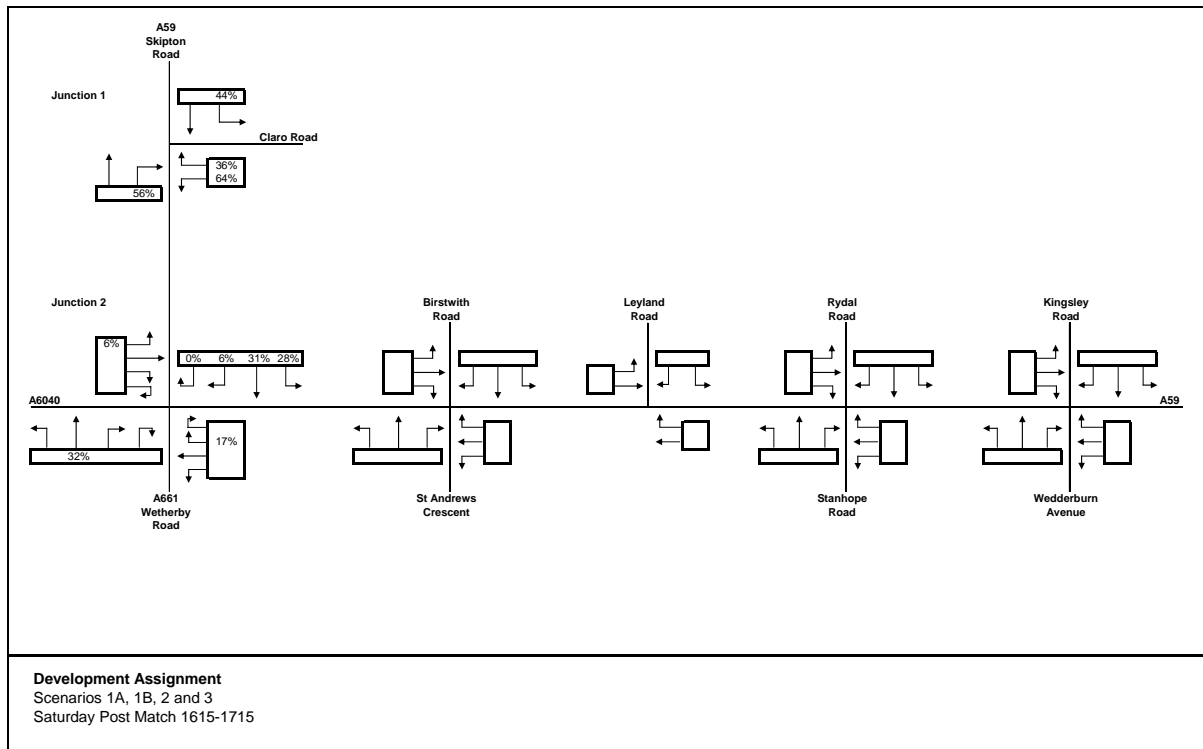 A59
Skipton
Road
Junction 1
44%
Claro Road
36%
64%
56%
Junction 2
Birstwith
Road
Leyland
Road
Rydal
Road
Kingsley
Road
6%
0% 6% 31% 28%
A6040
A59
17%
32%
A661
Wetherby
Road
St Andrews
Crescent
Stanhope
Road
Wedderburn
Avenue
Development Assignment
Scenarios 1A, 1B, 2 and 3
Saturday Post Match 1615-1715